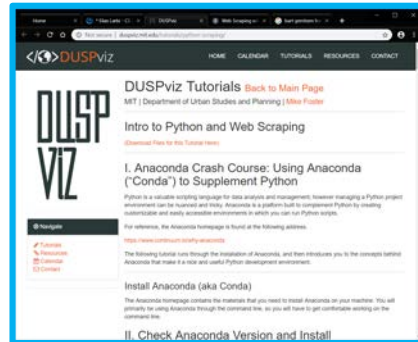 Home
DUSPviz
Not secure | duspviz.mit.edu/tutorials/python-scraping/
</> DUSPviz
HOME CALENDAR TUTORIALS RESOURCES CONTACT
DUSP
VIZ
Navigate
Tutorials
Resources
Calendar
Contact
DUSPviz Tutorials Back to Main Page
MIT | Department of Urban Studies and Planning | Mike Foster
Intro to Python and Web Scraping
(Download Files for this Tutorial Here)
I. Anaconda Crash Course: Using Anaconda
("Conda") to Supplement Python
Python is a valuable scripting language for data analysis and management, however managing a Python project
environment can be nuanced and tricky. Anaconda is a platform built to complement Python by creating
customizable and easily accessible environments in which you can run Python scripts.
For reference, the Anaconda homepage is found at the following address.
https://www.continuum.io/why-anaconda
The following tutorial runs through the installation of Anaconda, and then introduces you to the concepts behind
Anaconda that make it a nice and useful Python development environment.
Install Anaconda (aka Conda)
The Anaconda homepage contains the materials that you need to install Anaconda on your machine. You will
primarily be using Anaconda through the command line, so you will have to get comfortable working on the
command line.
II. Check Anaconda Version and Install